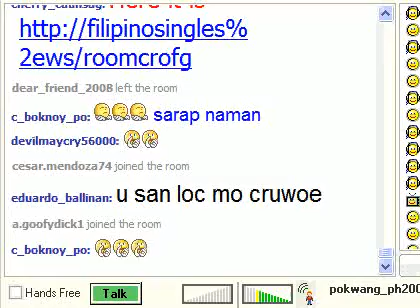 http://filipinosingles%
2ews/roomcrofg
dear_friend_2008 left the room
c_boknoy_po: sarap naman
devilmaycry56000:
cesar.mendoza74 joined the room
eduardo_ballinan: u san loc mo cruwoe
a.goofydick1 joined the room
c_boknoy_po:
Hands Free Talk pokwang_ph200